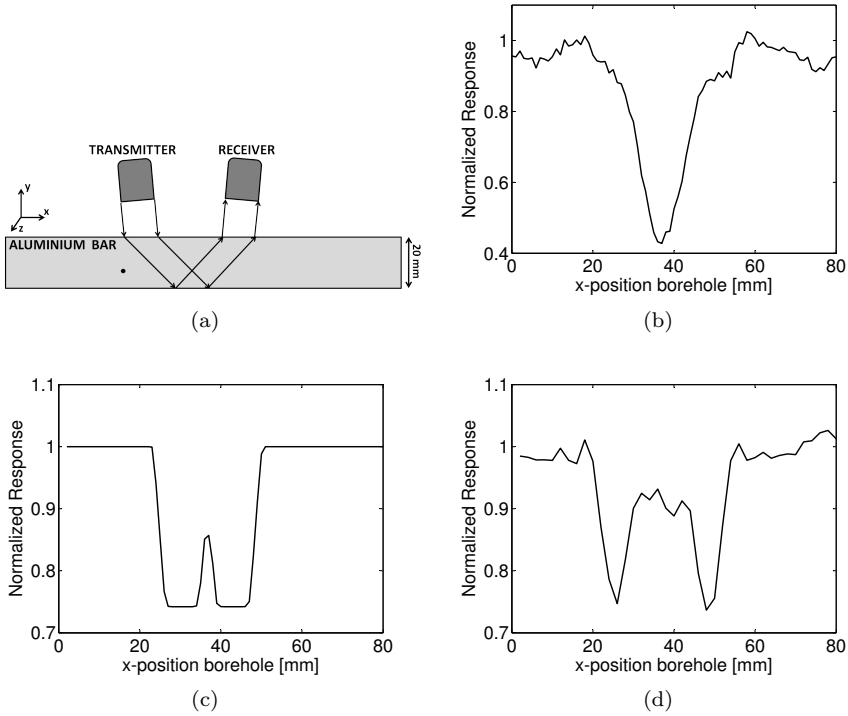 TRANSMITTER
RECEIVER
y
x
z
ALUMINIUM BAR
20 mm
(a)
Normalized Response
1
0.8
0.6
0.4
0
20
40
60
80
x-position borehole [mm]
(b)
Normalized Response
1.1
1
0.9
0.8
0.7
0
20
40
60
80
x-position borehole [mm]
(c)
Normalized Response
1.1
1
0.9
0.8
0.7
0
20
40
60
80
x-position borehole [mm]
(d)